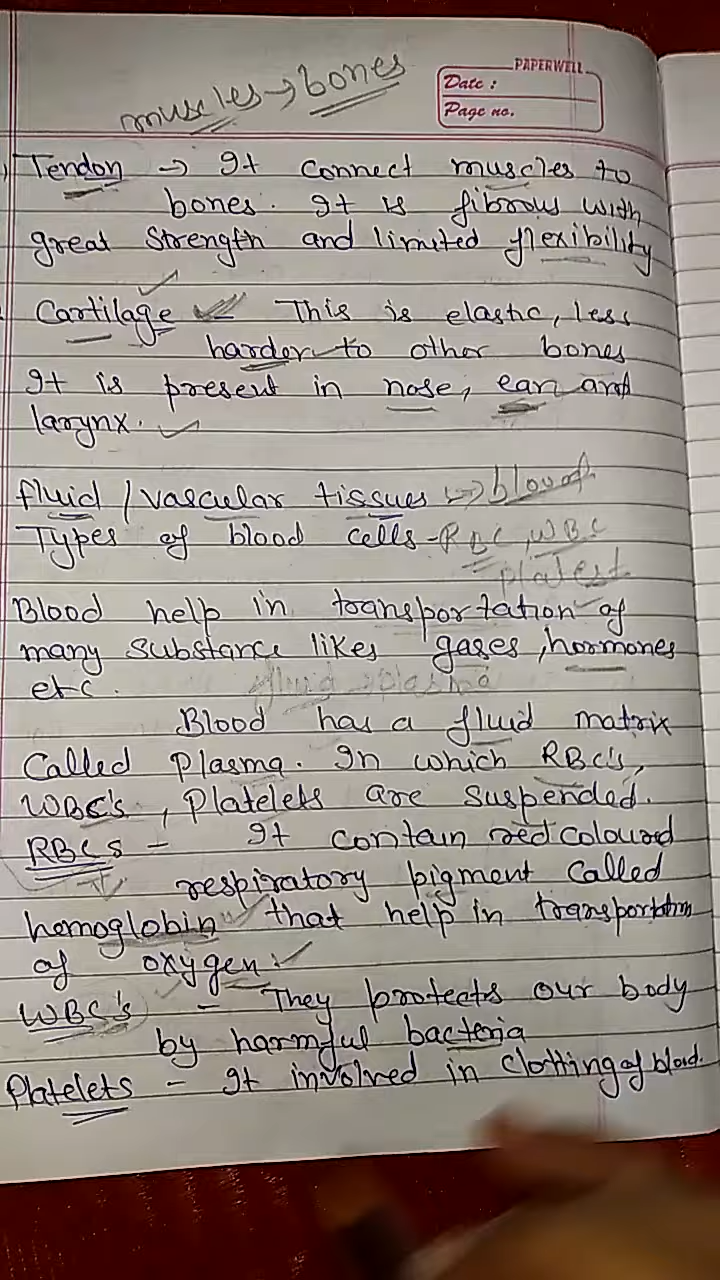 muscles → bones
PAPERWELL
Date :
Page no.
Tendon → It connect muscles to
bones. It is fibrous with
great strength and limited flexibility
Cartilage - This is elastic, less
harder to other bones
It is present in nose, ear and
larynx.
fluid / vascular tissues → blood
Types of blood cells - RBC, WBC
platest
Blood help in transportation of
many substance likes gases, hormones
etc.
fluid → plasma
Blood has a fluid matrix
called plasma. In which RBC's,
WBC's, Platelets are suspended.
RBCs - It contain red coloured
respiratory pigment called
hemoglobin that help in transportation
of oxygen.
WBC's - They protects our body
by harmful bacteria
Platelets - It involved in clotting of blood.